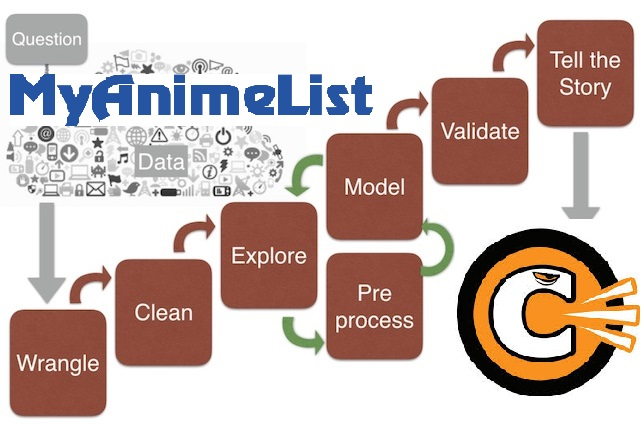 Question
MyAnimeList
Data
Wrangle
Clean
Explore
Pre
process
Model
Validate
Tell the
Story
C